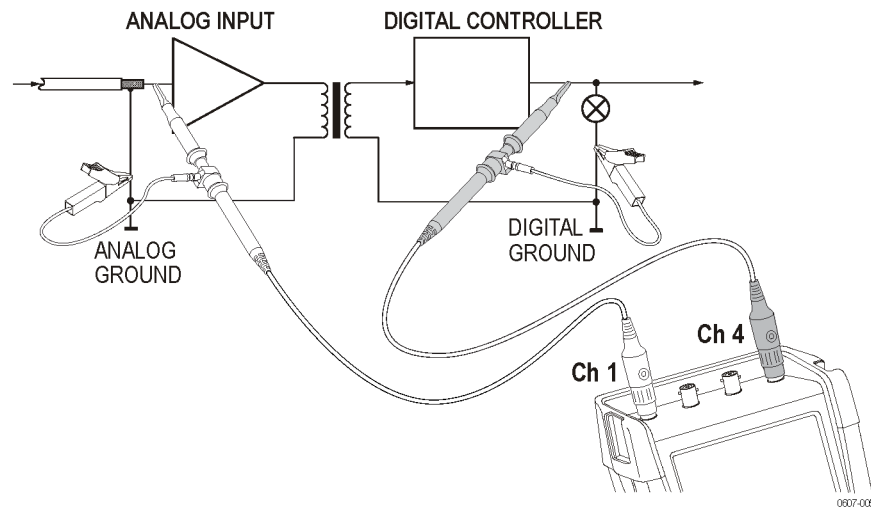 ANALOG INPUT
DIGITAL CONTROLLER
ANALOG
GROUND
DIGITAL
GROUND
Ch 1
Ch 4